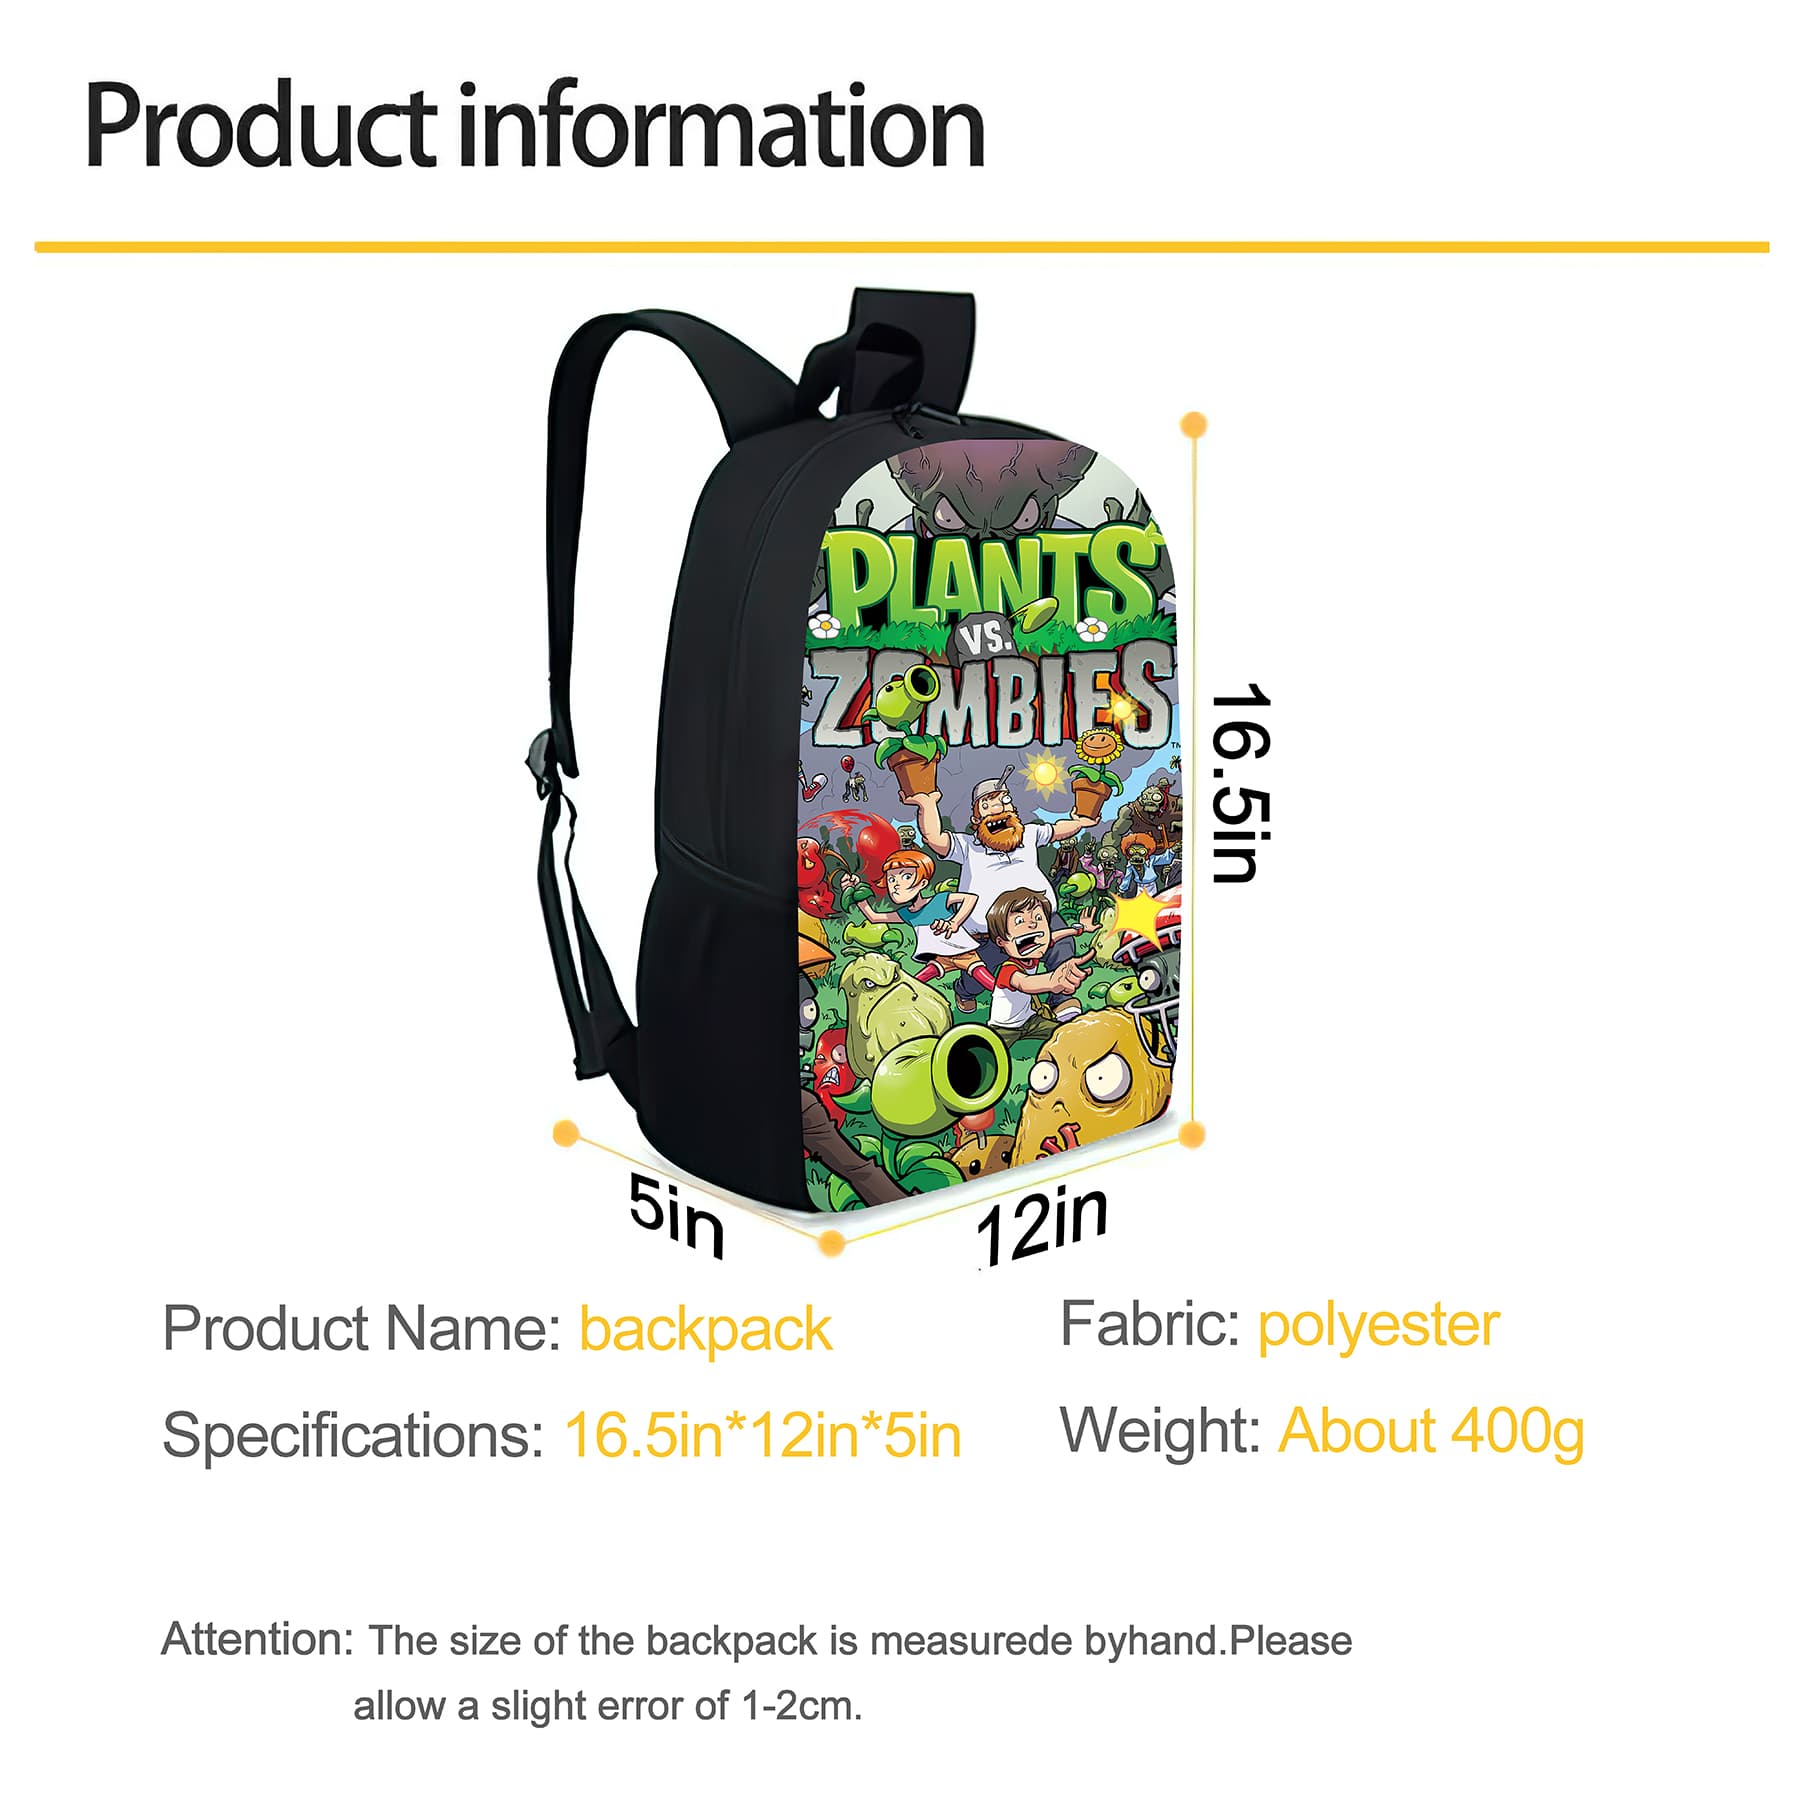 Product information
PLANTS
VS.
ZOMBIES
TM
16.5in
5in
12in
Product Name: backpack
Fabric: polyester
Specifications: 16.5in*12in*5in
Weight: About 400g
Attention: The size of the backpack is measurede byhand.Please
allow a slight error of 1-2cm.